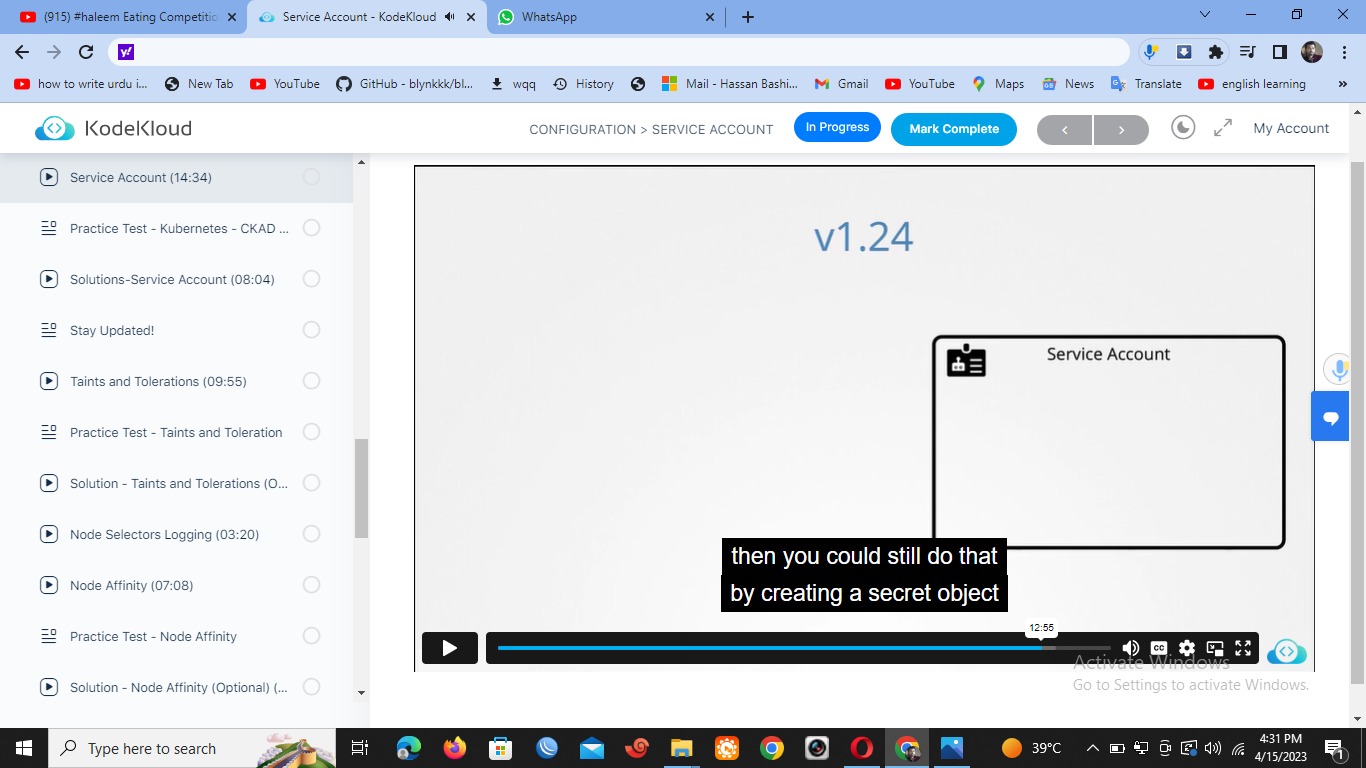 (915) #haleem Eating Competitio
Service Account - KodeKloud
WhatsApp
y!
how to write urdu i...
New Tab
YouTube
GitHub - blynkkk/bl...
wqq
History
Mail - Hassan Bashi...
Gmail
YouTube
Maps
News
Translate
english learning
»
KodeKloud
CONFIGURATION > SERVICE ACCOUNT
In Progress
Mark Complete
<
>
My Account
Service Account (14:34)
Practice Test - Kubernetes - CKAD ...
Solutions-Service Account (08:04)
Stay Updated!
Taints and Tolerations (09:55)
Practice Test - Taints and Toleration
Solution - Taints and Tolerations (O...
Node Selectors Logging (03:20)
Node Affinity (07:08)
Practice Test - Node Affinity
Solution - Node Affinity (Optional) (...
v1.24
Service Account
then you could still do that
by creating a secret object
12:55
CC
Activate Windows
Go to Settings to activate Windows.
Type here to search
39°C
4:31 PM
4/15/2023
1